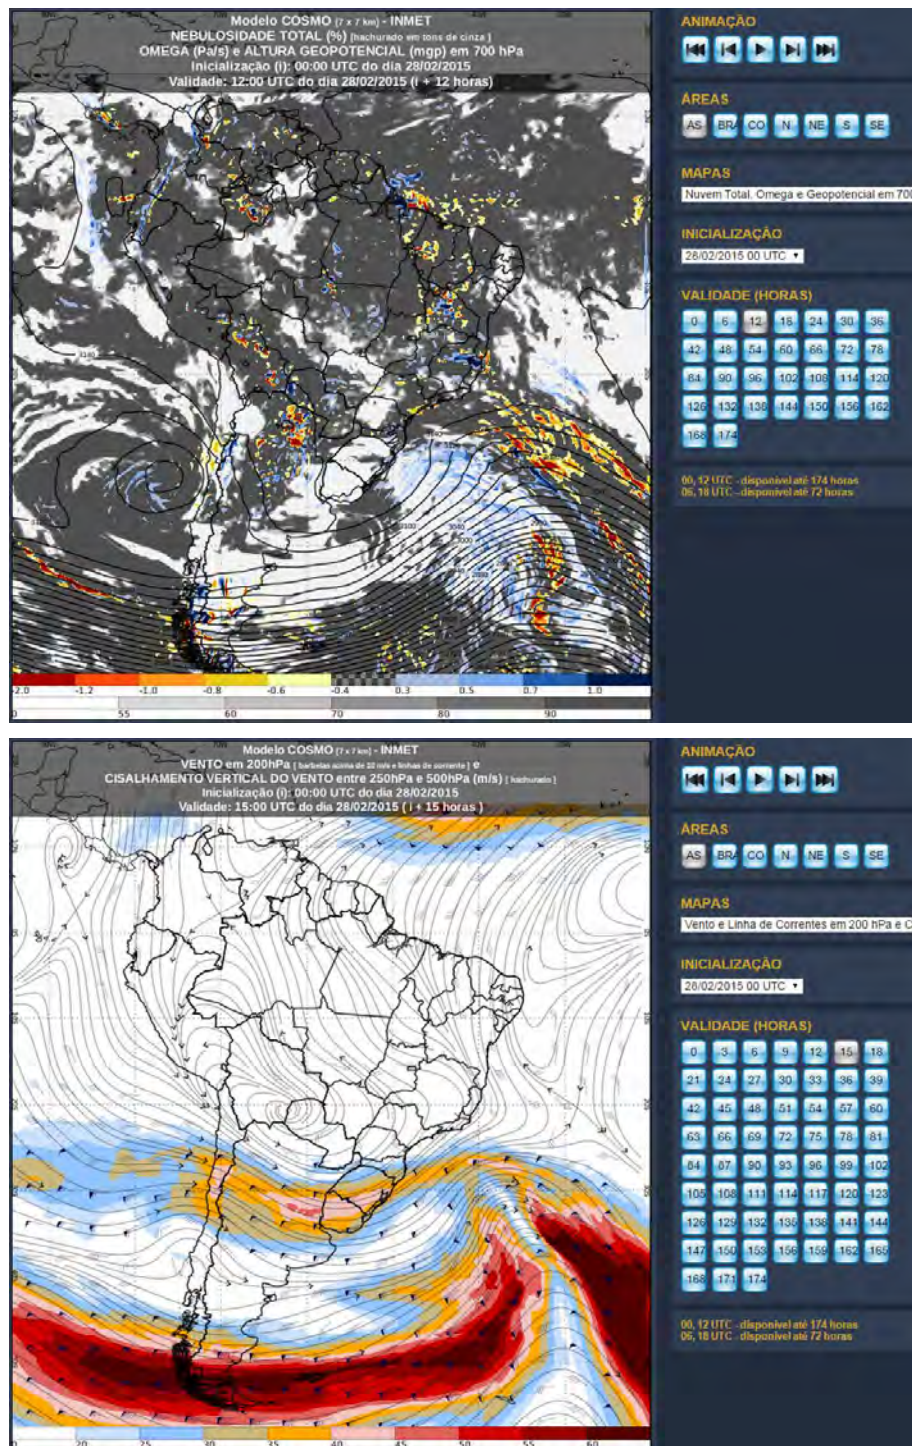 Modelo COSMO [7 x 7 km] - INMET
NEBULOSIDADE TOTAL (%) [hachurado em tons de cinza]
OMEGA (Pa/s) e ALTURA GEOPOTENCIAL (mgp) em 700 hPa
Inicialização (i): 00:00 UTC do dia 28/02/2015
Validade: 12:00 UTC do dia 28/02/2015 (i + 12 horas)
3140
3100
3040
3000
-2.0 -1.2 -1.0 -0.8 -0.6 -0.4 0.3 0.5 0.7 1.0
0 55 60 70 80 90
ANIMAÇÃO
ÁREAS
AS BRA CO N NE S SE
MAPAS
Nuvem Total, Omega e Geopotencial em 700
INICIALIZAÇÃO
28/02/2015 00 UTC
VALIDADE (HORAS)
0 6 12 18 24 30 36
42 48 54 60 66 72 78
84 90 96 102 108 114 120
126 132 138 144 150 156 162
168 174
00, 12 UTC - disponível até 174 horas
06, 18 UTC - disponível até 72 horas
Modelo COSMO [7 x 7 km] - INMET
VENTO em 200hPa [ barbelas acima de 20 m/s e linhas de corrente ] e
CISALHAMENTO VERTICAL DO VENTO entre 250hPa e 500hPa (m/s) [ hachurado ]
Inicialização (i): 00:00 UTC do dia 28/02/2015
Validade: 15:00 UTC do dia 28/02/2015 ( i + 15 horas )
0 20 25 30 35 40 45 50 55 60
ANIMAÇÃO
ÁREAS
AS BRA CO N NE S SE
MAPAS
Vento e Linha de Correntes em 200 hPa e C
INICIALIZAÇÃO
28/02/2015 00 UTC
VALIDADE (HORAS)
0 3 6 9 12 15 18
21 24 27 30 33 36 39
42 45 48 51 54 57 60
63 66 69 72 75 78 81
84 87 90 93 96 99 102
105 108 111 114 117 120 123
126 129 132 135 138 141 144
147 150 153 156 159 162 165
168 171 174
00, 12 UTC - disponível até 174 horas
06, 18 UTC - disponível até 72 horas